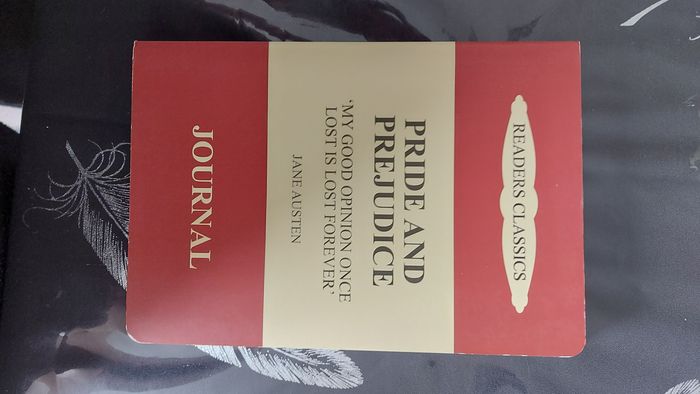 READERS CLASSICS
PRIDE AND
PREJUDICE
'MY GOOD OPINION ONCE
LOST IS LOST FOREVER'
JANE AUSTEN
JOURNAL